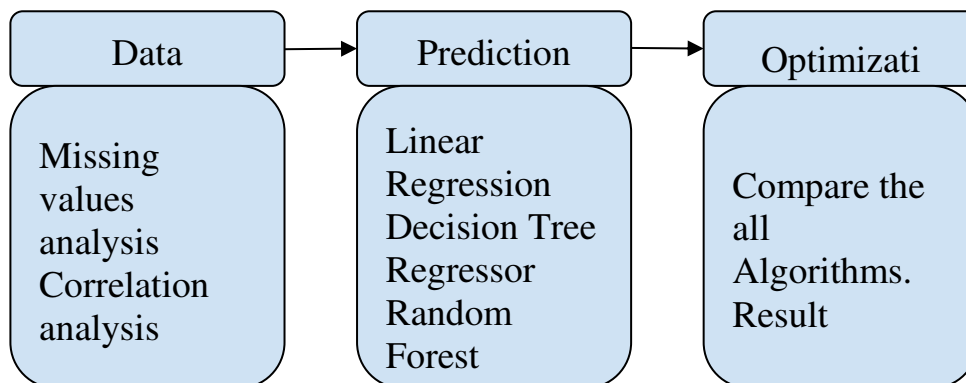 Data
Missing
values
analysis
Correlation
analysis
Prediction
Linear
Regression
Decision Tree
Regressor
Random
Forest
Optimizati
Compare the
all
Algorithms.
Result